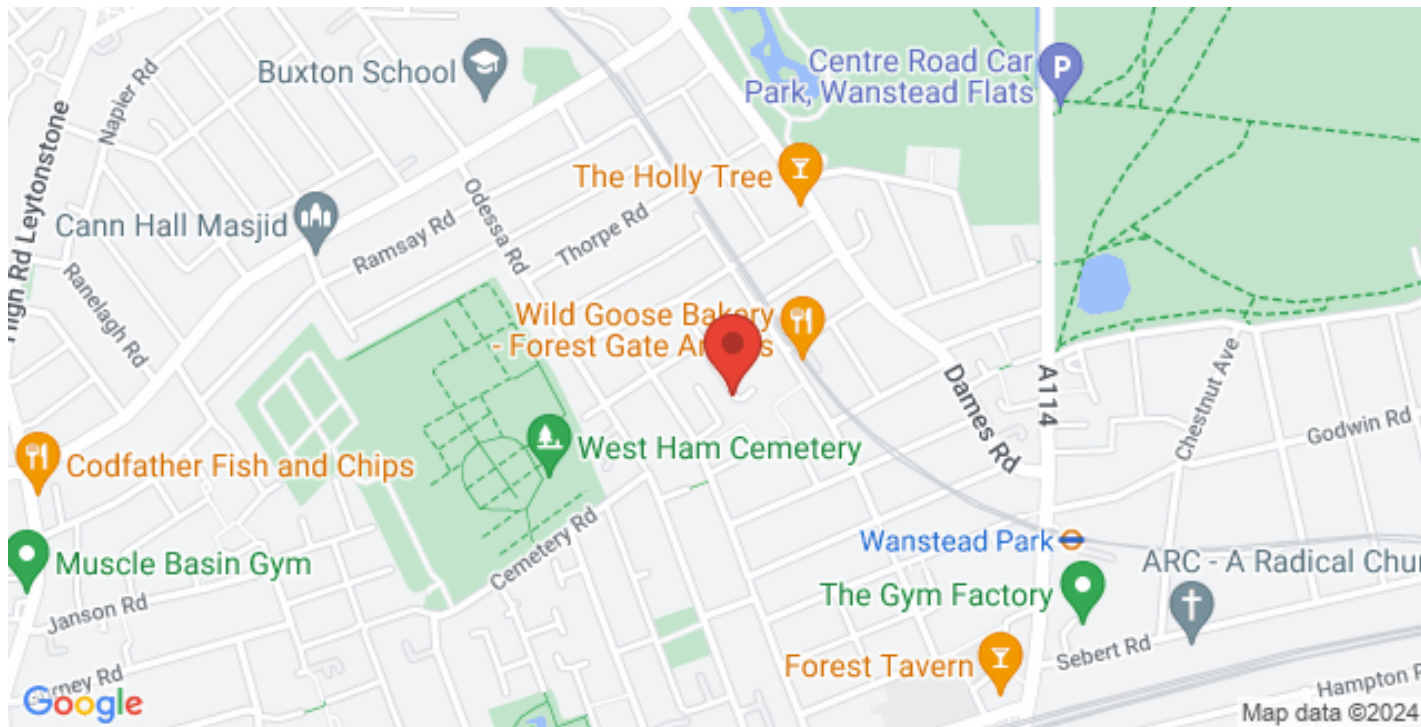 Napier Rd
Buxton School
Centre Road Car
Park, Wanstead Flats
P
High Rd Leytonstone
The Holly Tree
Odessa Rd
Cann Hall Masjid
Ramsay Rd
Thorpe Rd
Ranelagh Rd
Wild Goose Bakery
- Forest Gate
Dames Rd
A114
Chestnut Ave
Godwin Rd
West Ham Cemetery
Codfather Fish and Chips
Cemetery Rd
Wanstead Park
Muscle Basin Gym
ARC - A Radical
The Gym Factory
Janson Rd
Forest Tavern
Sebert Rd
Hampton
Google
Map data ©2024